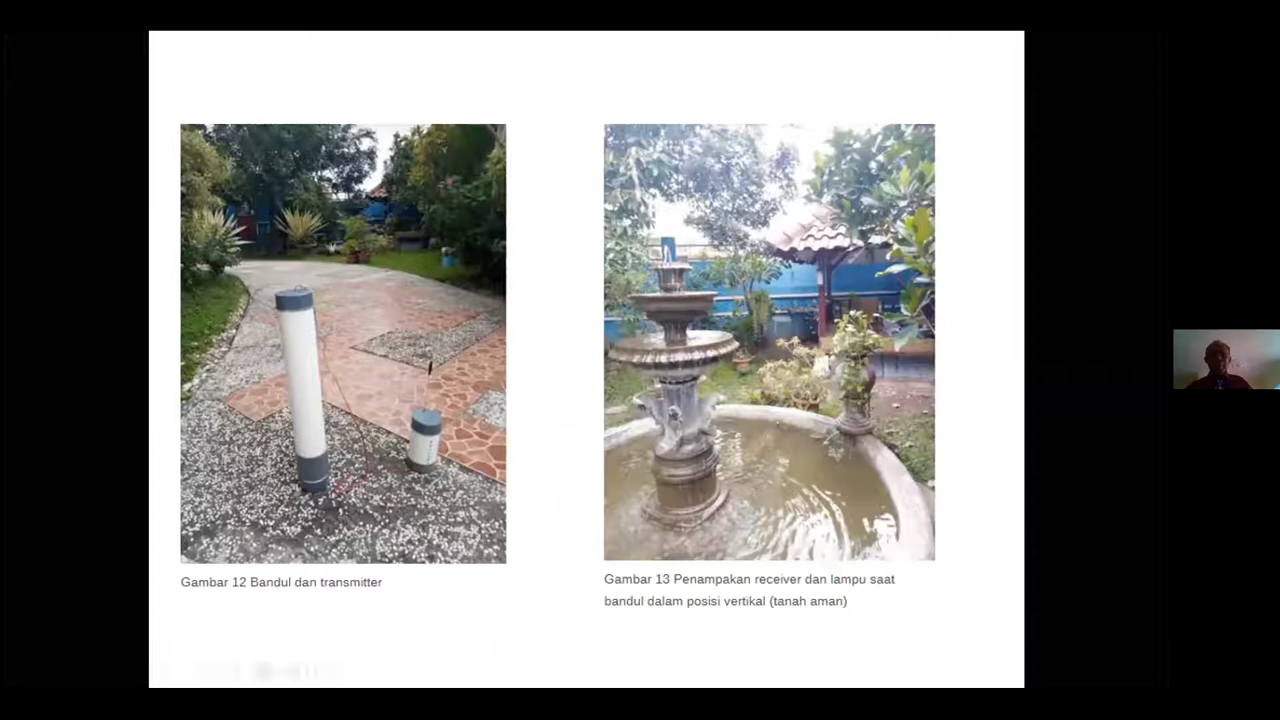 Gambar 12 Bandul dan transmitter
Gambar 13 Penampakan receiver dan lampu saat
bandul dalam posisi vertikal (tanah aman)